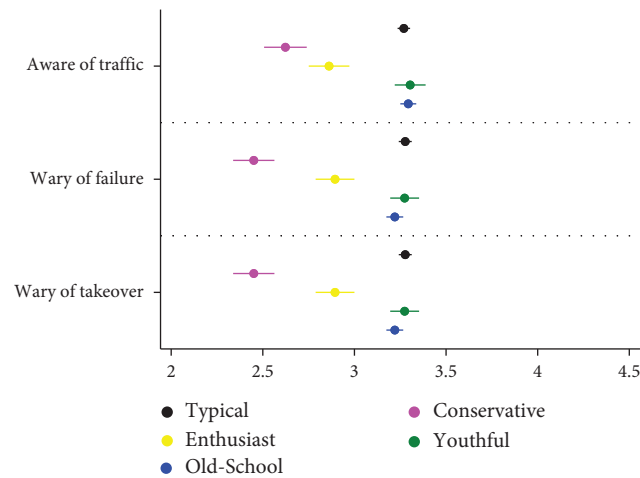 Aware of traffic
Wary of failure
Wary of takeover
2 2.5 3 3.5 4 4.5
Typical Conservative
Enthusiast Youthful
Old-School